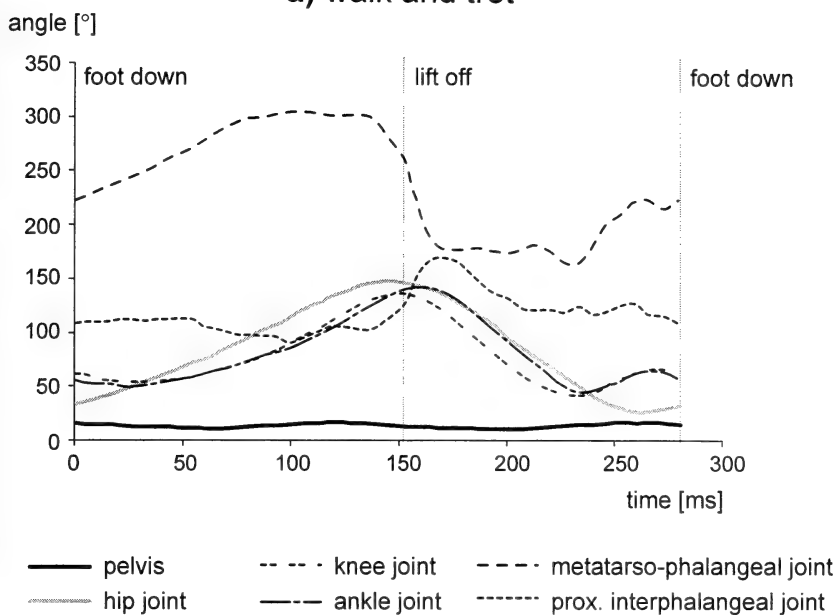 a) walk and trot
angle [°]
350
foot down
lift off
foot down
300
250
200
150
100
50
0
0
50
100
150
200
250
300
time [ms]
pelvis
knee joint
metatarso-phalangeal joint
hip joint
ankle joint
prox. interphalangeal joint